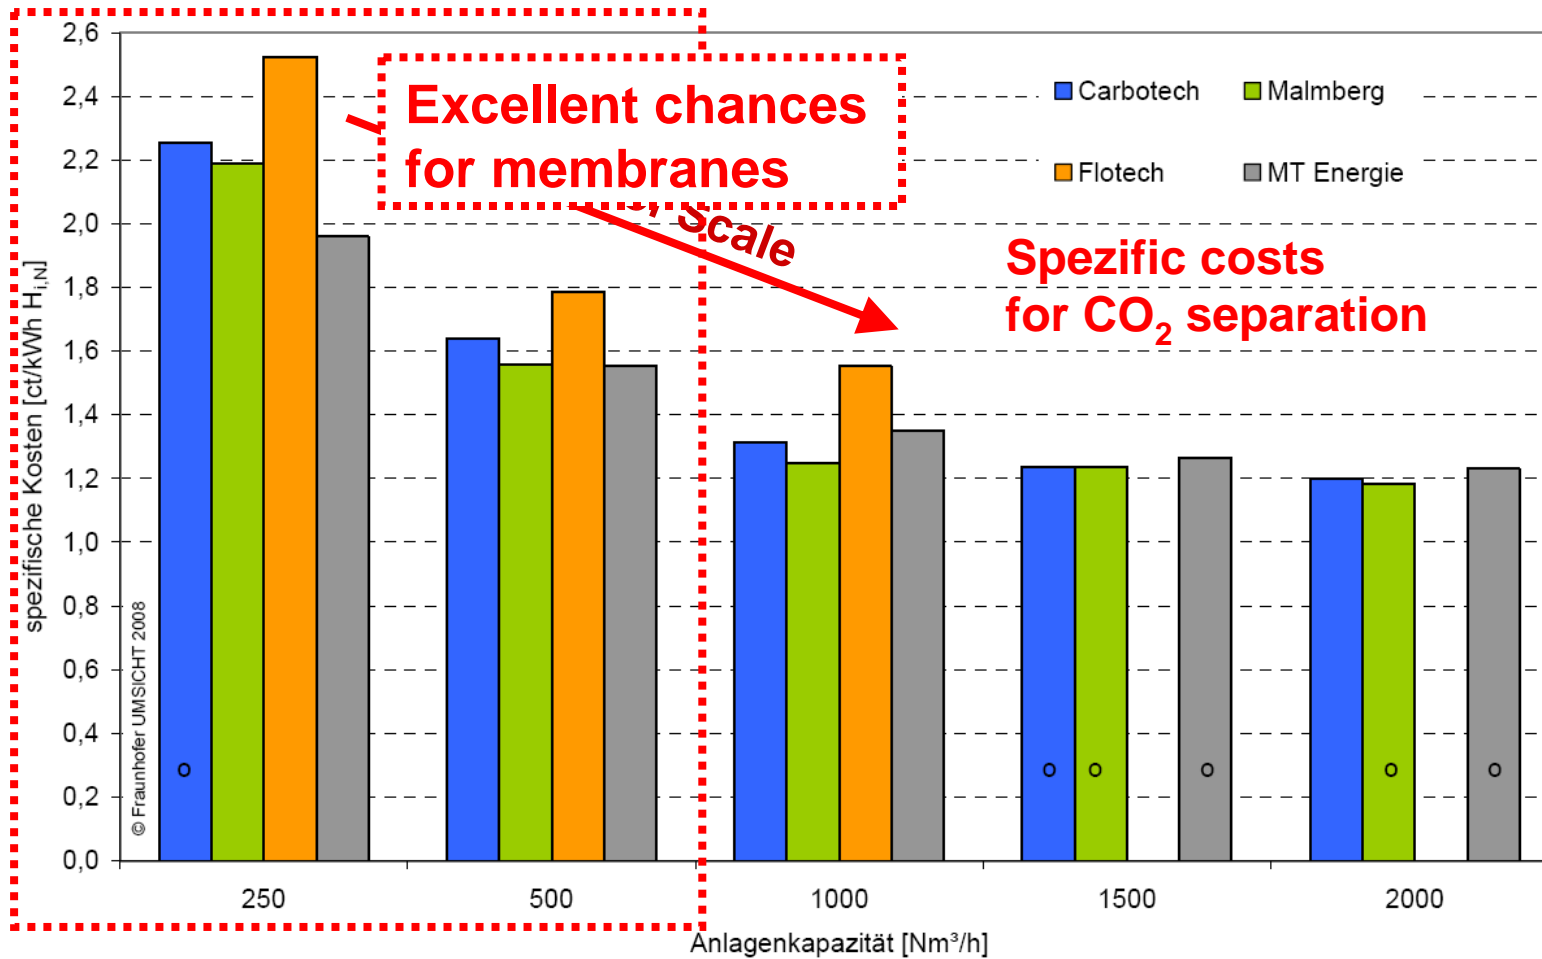 2,6
2,4
2,2
2,0
1,8
1,6
1,4
1,2
1,0
0,8
0,6
0,4
0,2
0,0
spezifische Kosten [ct/kWh H i,N]
© Fraunhofer UMSICHT 2008
Excellent chances
for membranes
Scale
Carbotech
Malmberg
Flotech
MT Energie
Spezific costs
for CO₂ separation
o o o o o o
250 500 1000 1500 2000
Anlagenkapazität [Nm³/h]